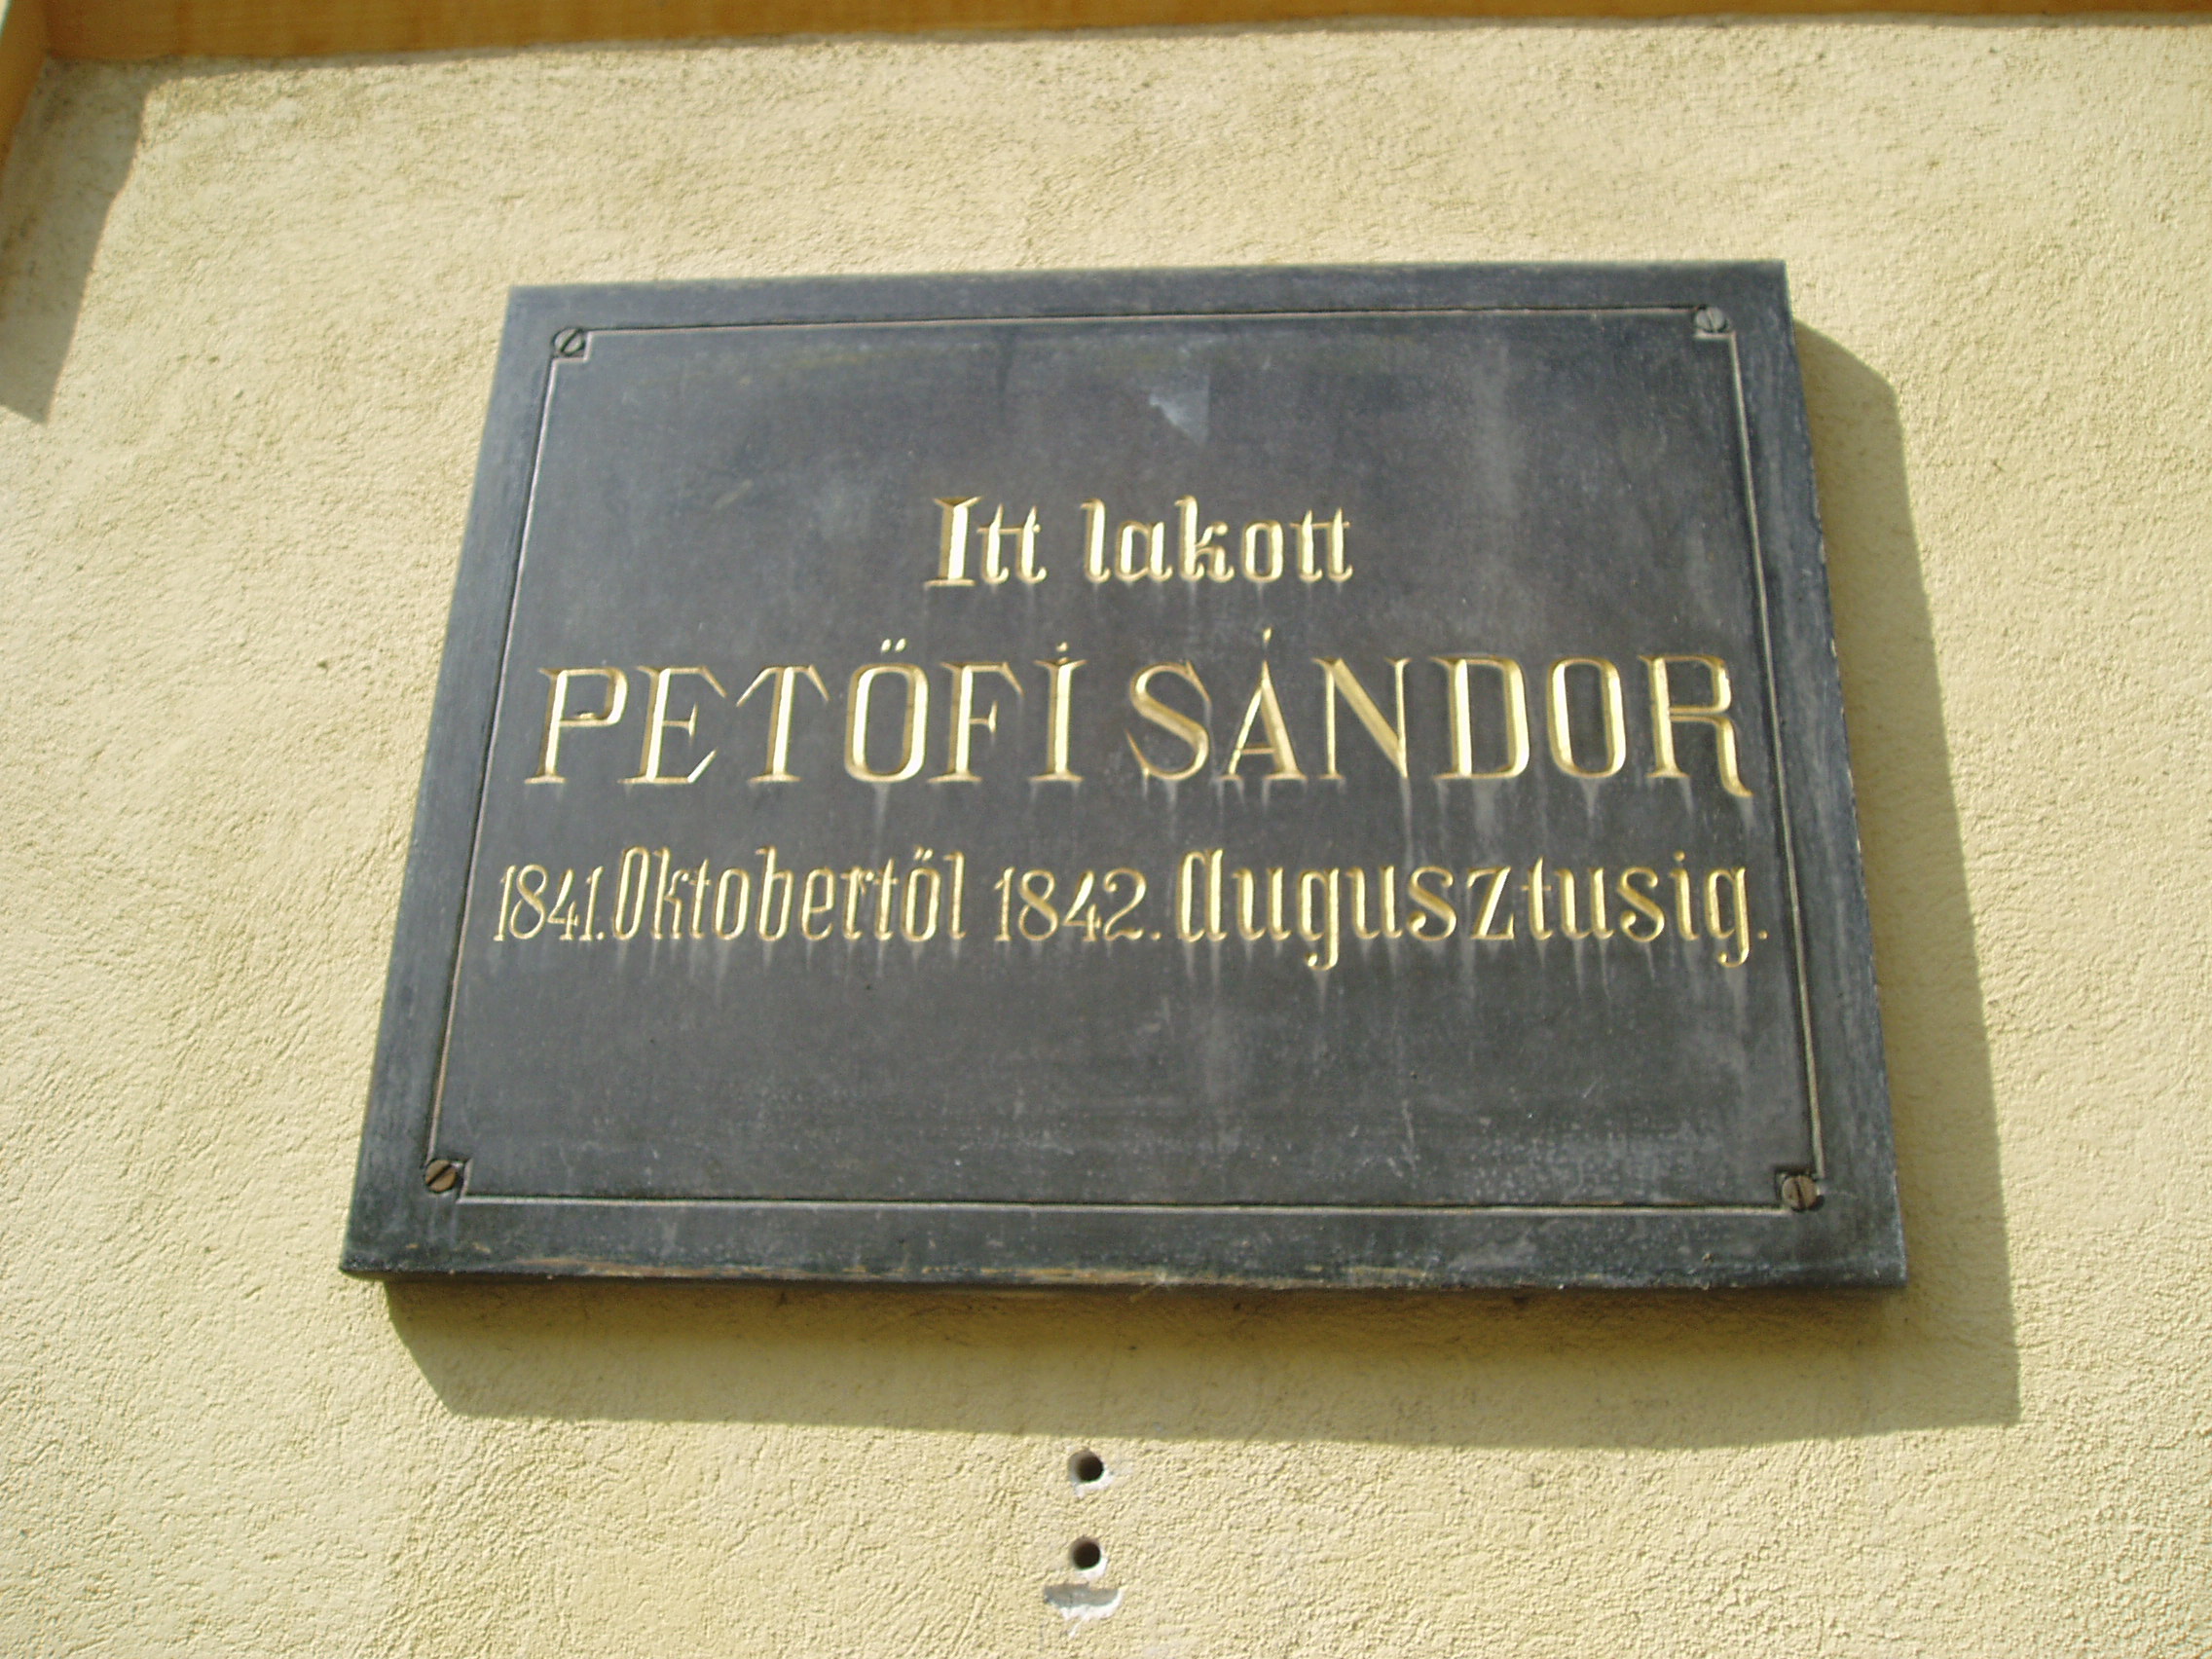 Itt lakott
PETŐFI SÁNDOR
1841. Oktobertől 1842. Augusztusig.